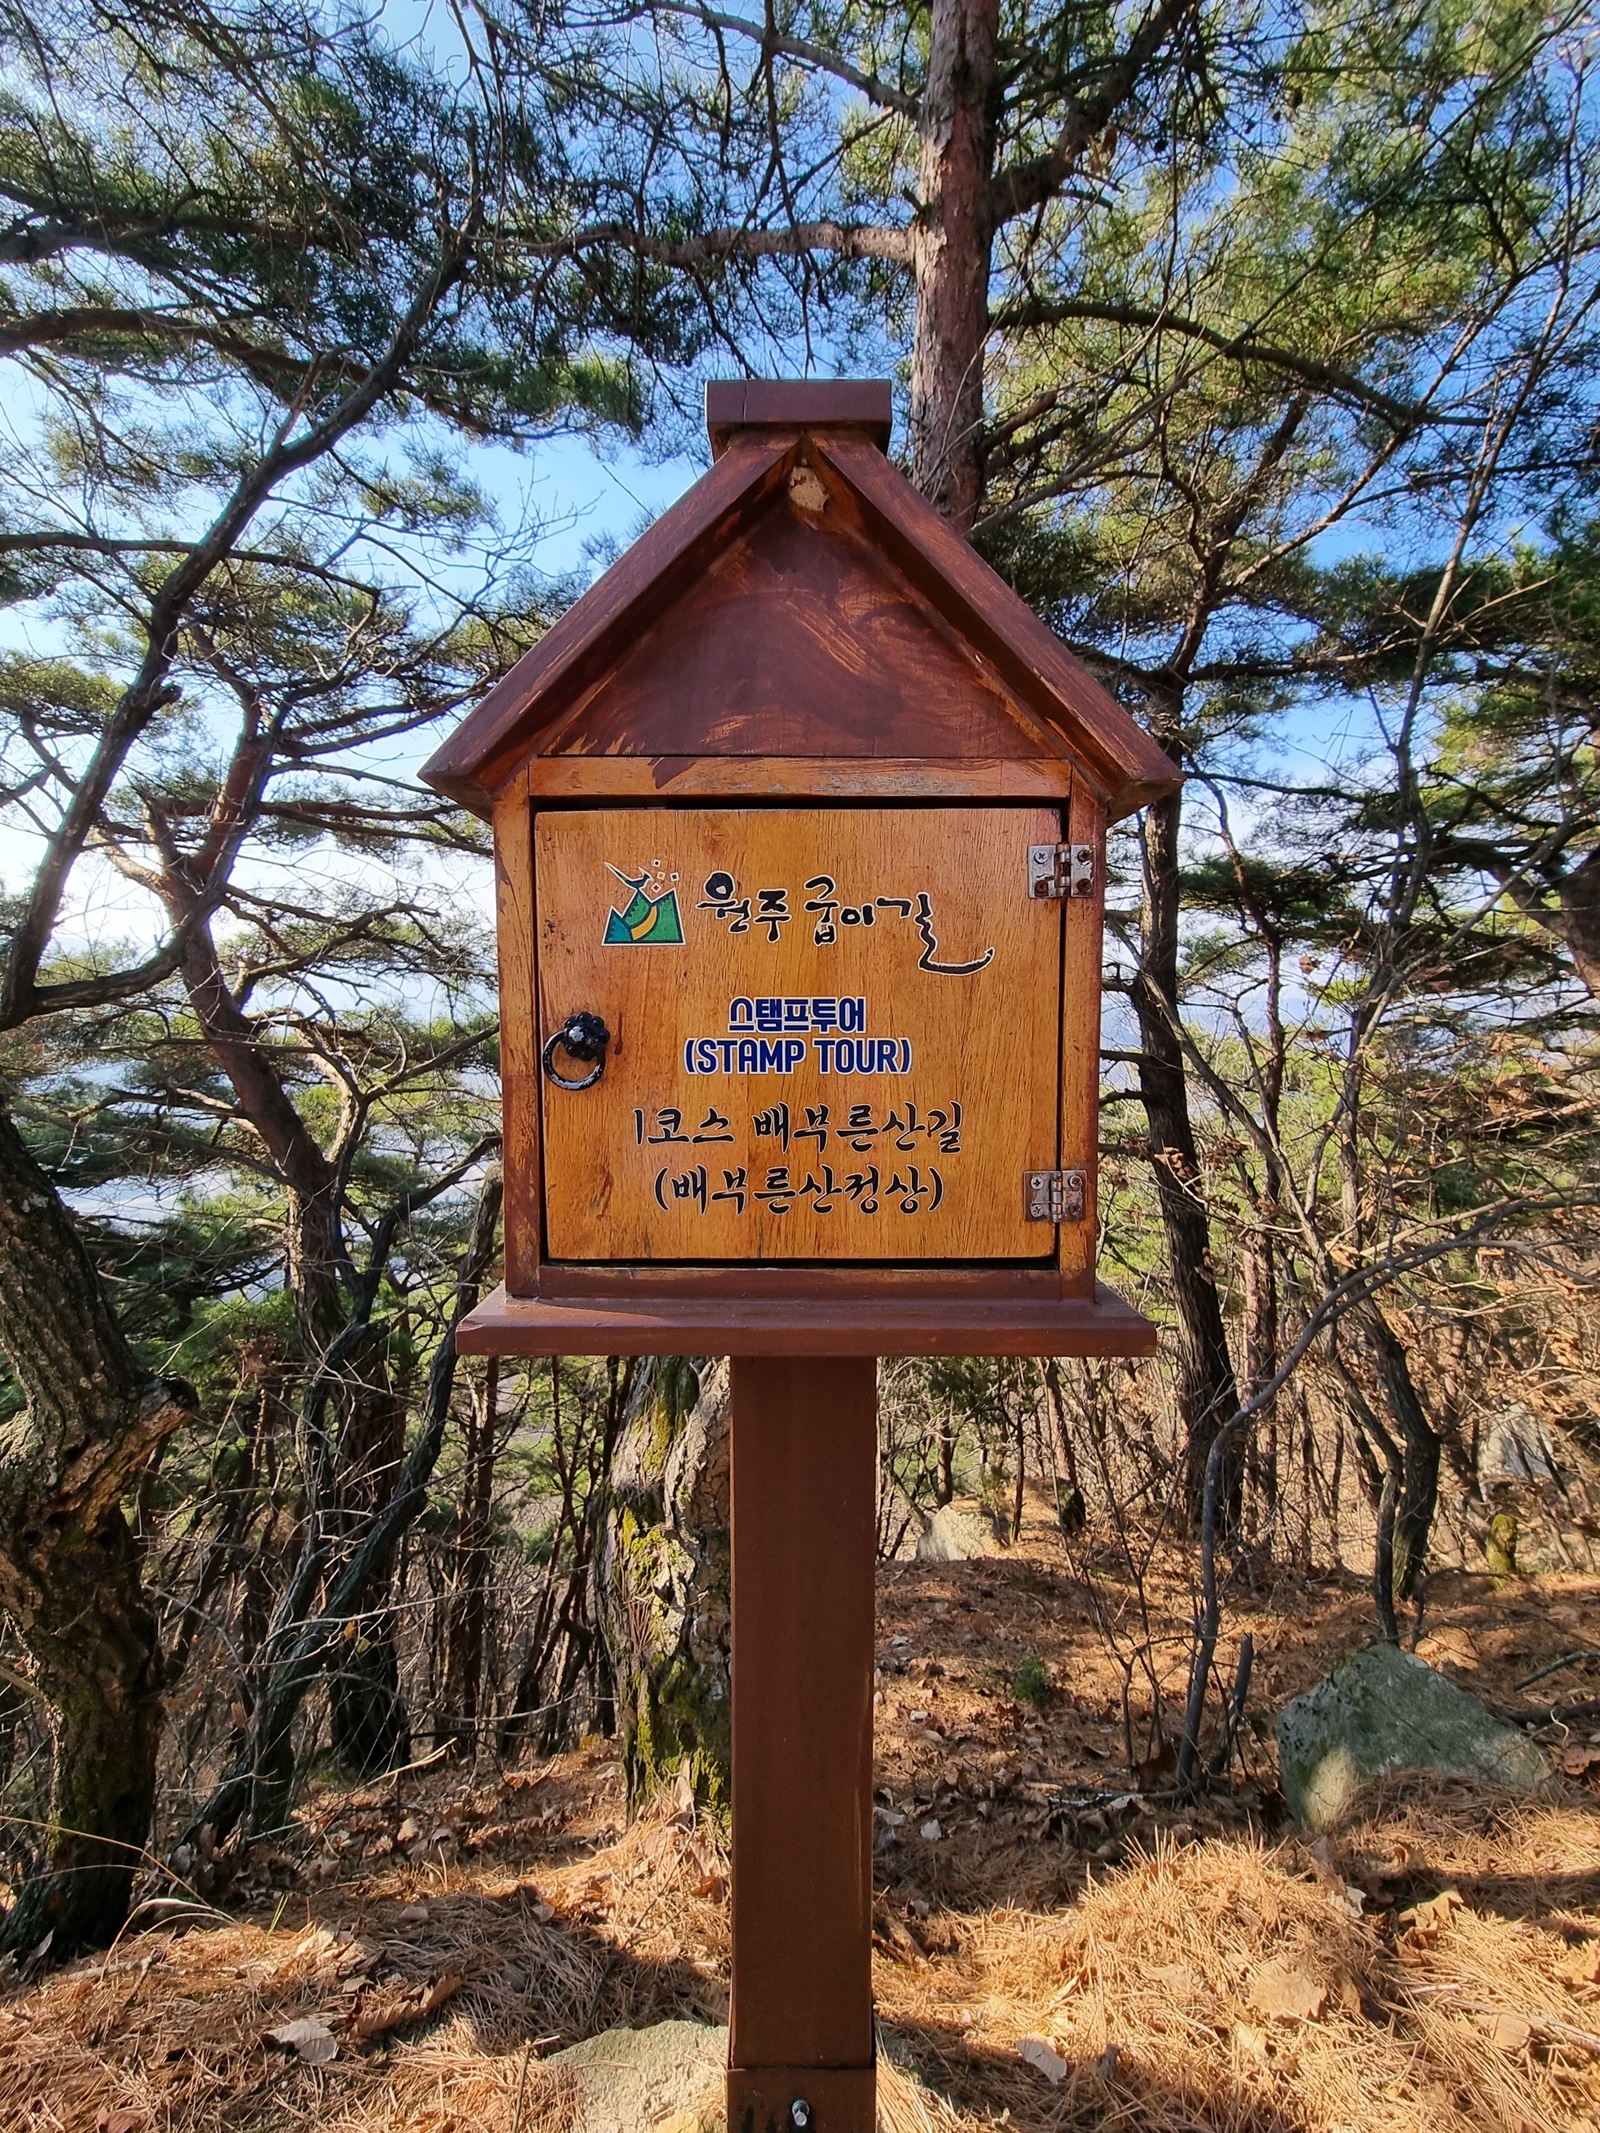 원주 굽이길
스탬프투어
(STAMP TOUR)
1코스 배부른산길
(배부른산정상)